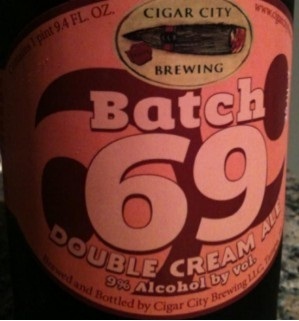 1 pint 9.4 FL. OZ.
CIGAR CITY
BREWING
Batch
69
DOUBLE CREAM ALE
9% Alcohol by Vol.
Brewed and Bottled by Cigar City Brewing LLC,